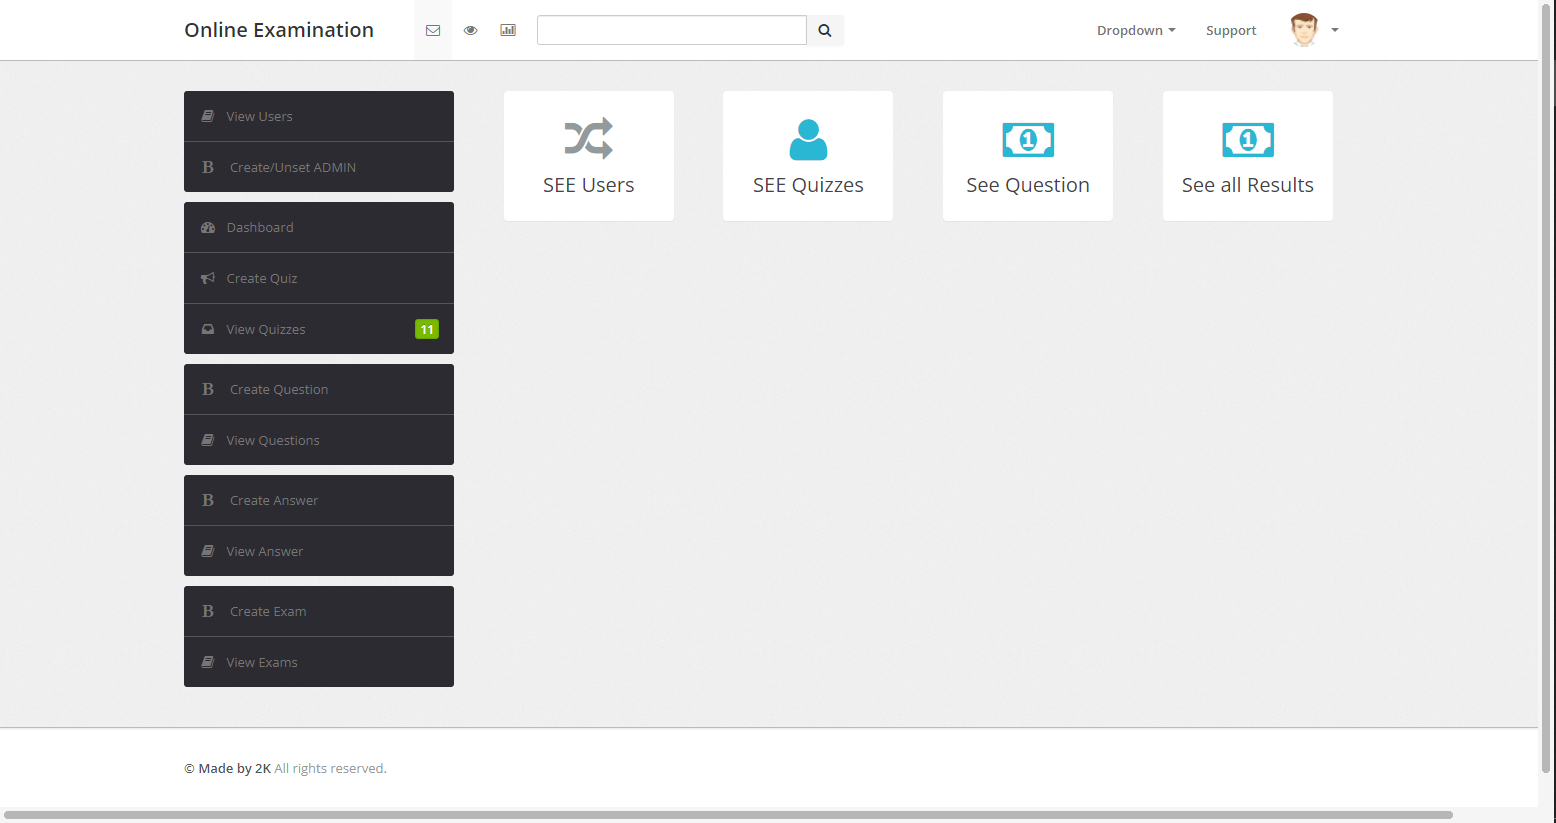 Online Examination
Dropdown
Support
View Users
B Create/Unset ADMIN
Dashboard
Create Quiz
View Quizzes 11
B Create Question
View Questions
B Create Answer
View Answer
B Create Exam
View Exams
SEE Users
SEE Quizzes
1
See Question
1
See all Results
© Made by 2K All rights reserved.